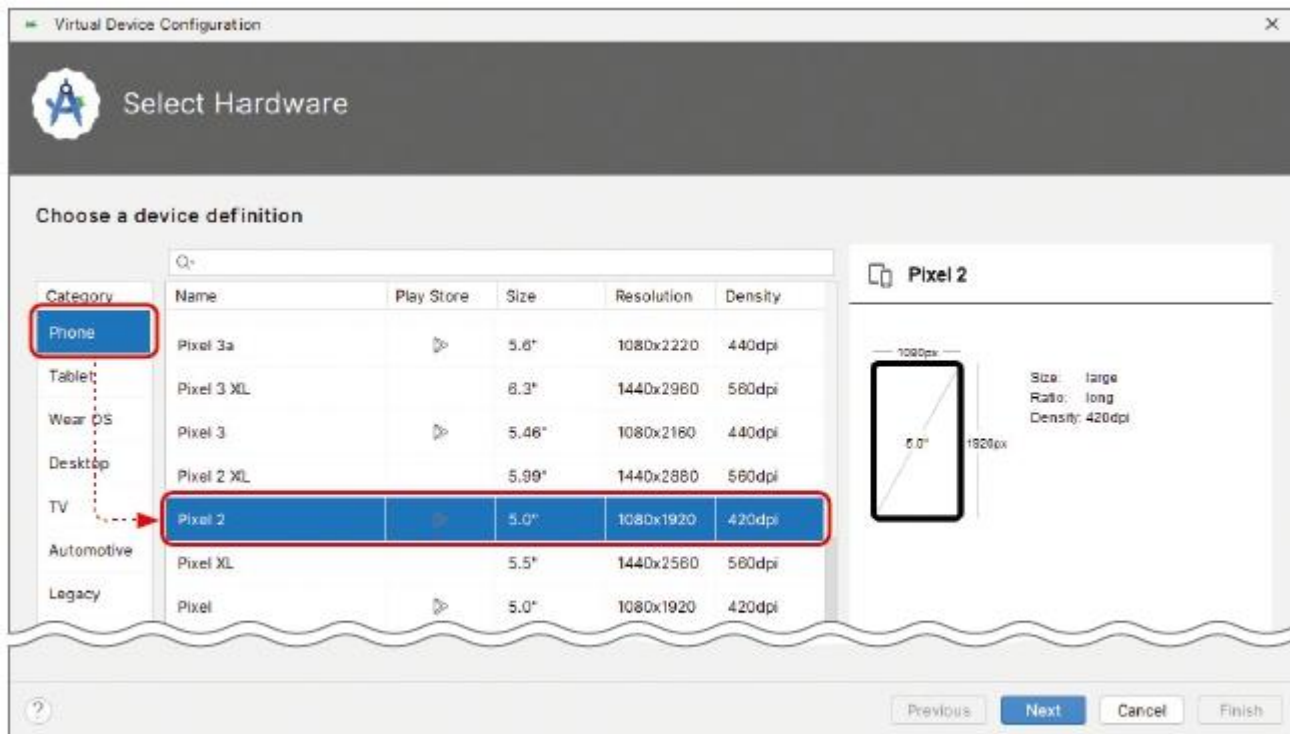 Virtual Device Configuration
Select Hardware
Choose a device definition
Category
Phone
Tablet
Wear OS
Desktop
TV
Automotive
Legacy
Name Play Store Size Resolution Density
Pixel 3a 5.6" 1080x2220 440dpi
Pixel 3 XL 6.3" 1440x2960 560dpi
Pixel 3 5.46" 1080x2160 440dpi
Pixel 2 XL 5.99" 1440x2880 560dpi
Pixel 2 5.0" 1080x1920 420dpi
Pixel XL 5.5" 1440x2560 560dpi
Pixel 5.0" 1080x1920 420dpi
Pixel 2
1080px
5.0"
1920px
Size: large
Ratio: long
Density: 420dpi
?
Previous Next Cancel Finish